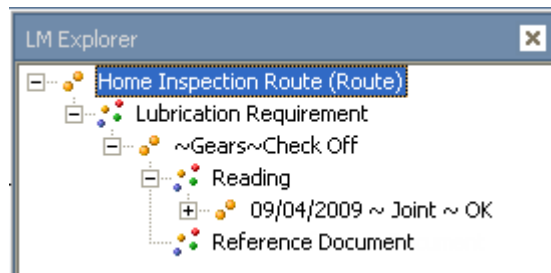 LM Explorer
Home Inspection Route (Route)
Lubrication Requirement
~Gears~Check Off
Reading
09/04/2009 ~ Joint ~ OK
Reference Document